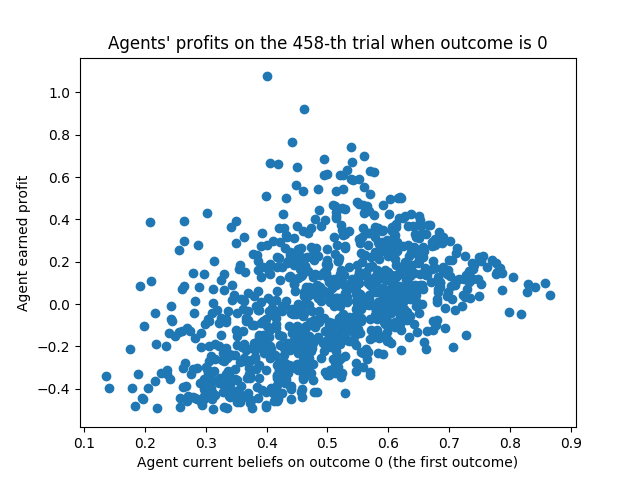 Agents' profits on the 458-th trial when outcome is 0
1.0
0.8
0.6
0.4
0.2
0.0
−0.2
−0.4
Agent earned profit
0.1 0.2 0.3 0.4 0.5 0.6 0.7 0.8 0.9
Agent current beliefs on outcome 0 (the first outcome)